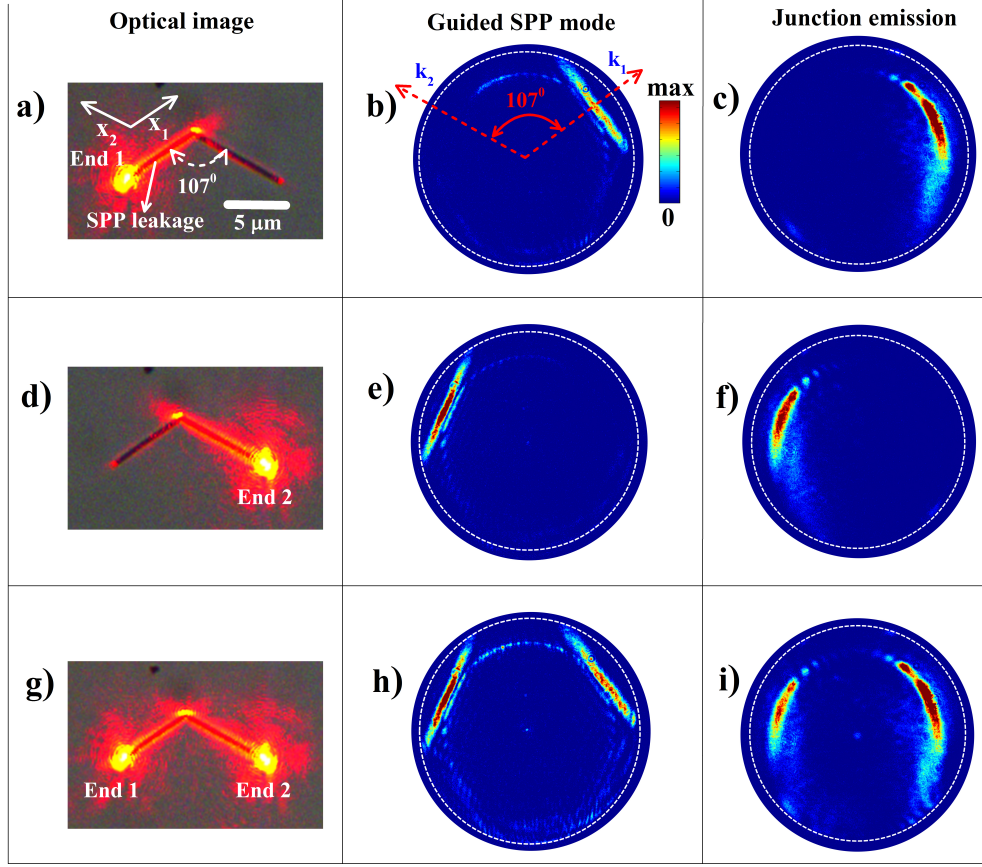 Optical image
Guided SPP mode
Junction emission
a)
x₂
x₁
End 1
107⁰
SPP leakage
5 μm
b)
k₂
k₁
107⁰
max
0
c)
d)
End 2
e)
f)
g)
End 1
End 2
h)
i)